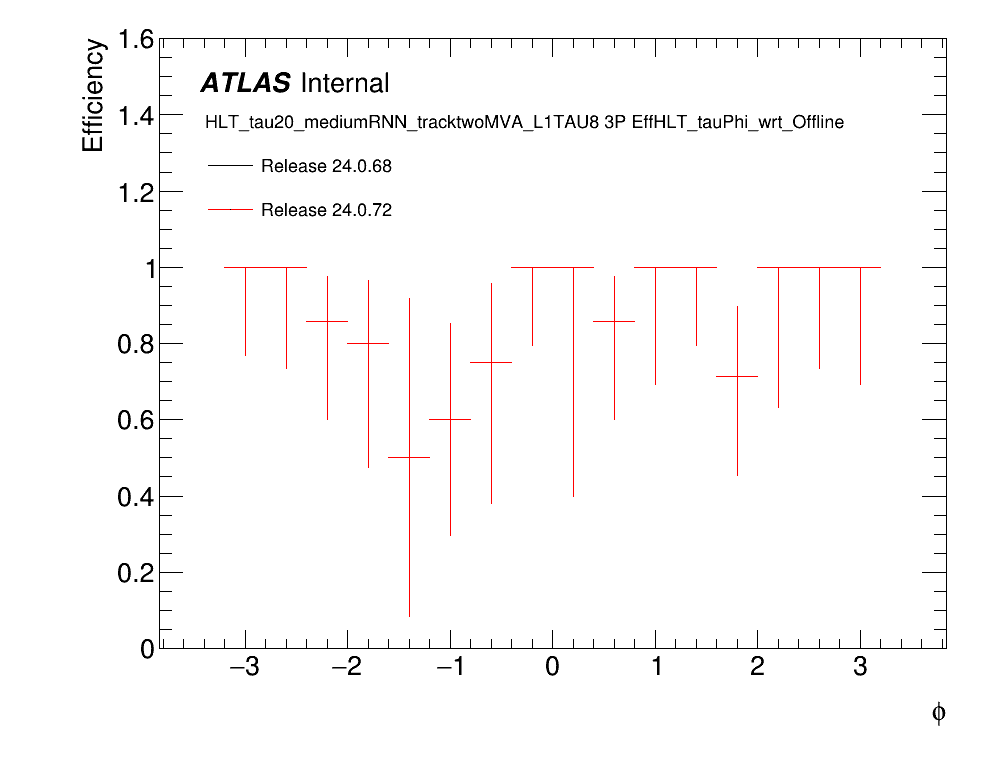 Efficiency
1.6
1.4
1.2
1
0.8
0.6
0.4
0.2
0
ATLAS Internal
HLT_tau20_mediumRNN_tracktwoMVA_L1TAU8 3P EffHLT_tauPhi_wrt_Offline
Release 24.0.68
Release 24.0.72
−3 −2 −1 0 1 2 3
ϕ